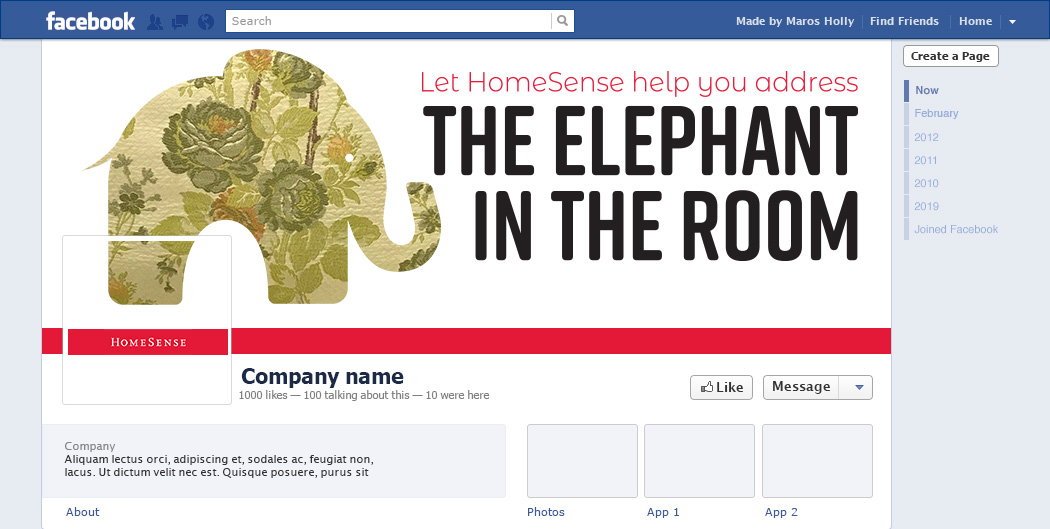 facebook
Search
Made by Maros Holly
Find Friends
Home
Create a Page
Now
February
2012
2011
2010
2019
Joined Facebook
Let HomeSense help you address
THE ELEPHANT
IN THE ROOM
HomeSense
Company name
1000 likes — 100 talking about this — 10 were here
Like
Message
Company
Aliquam lectus orci, adipiscing et, sodales ac, feugiat non,
lacus. Ut dictum velit nec est. Quisque posuere, purus sit
About
Photos
App 1
App 2